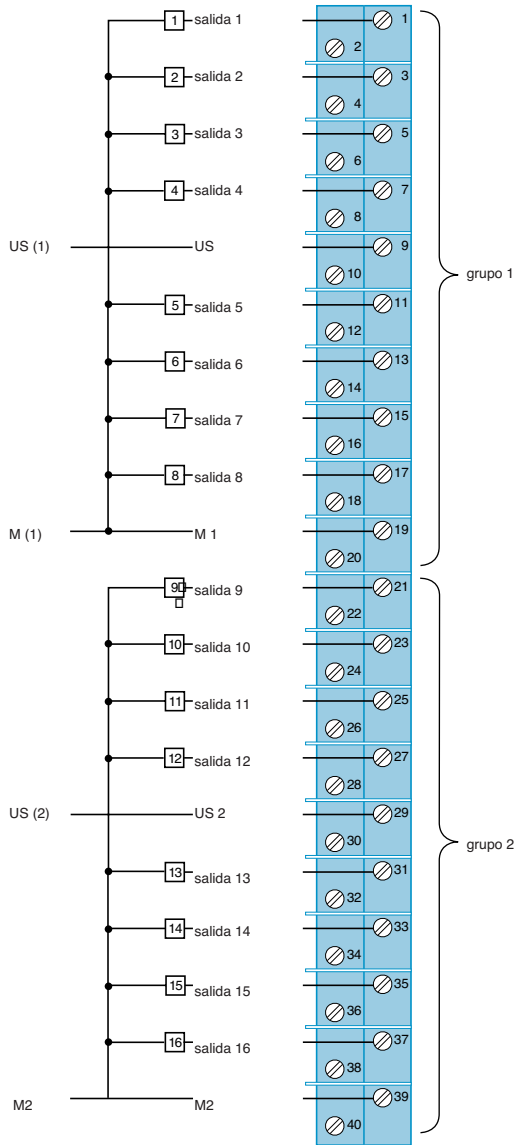 1 salida 1 1
2
2 salida 2 3
4
3 salida 3 5
6
4 salida 4 7
8
US (1) US 9
10
grupo 1
5 salida 5 11
12
6 salida 6 13
14
7 salida 7 15
16
8 salida 8 17
18
M (1) M 1 19
20
9 salida 9 21
22
10 salida 10 23
24
11 salida 11 25
26
12 salida 12 27
28
US (2) US 2 29
30
grupo 2
13 salida 13 31
32
14 salida 14 33
34
15 salida 15 35
36
16 salida 16 37
38
M2 M2 39
40